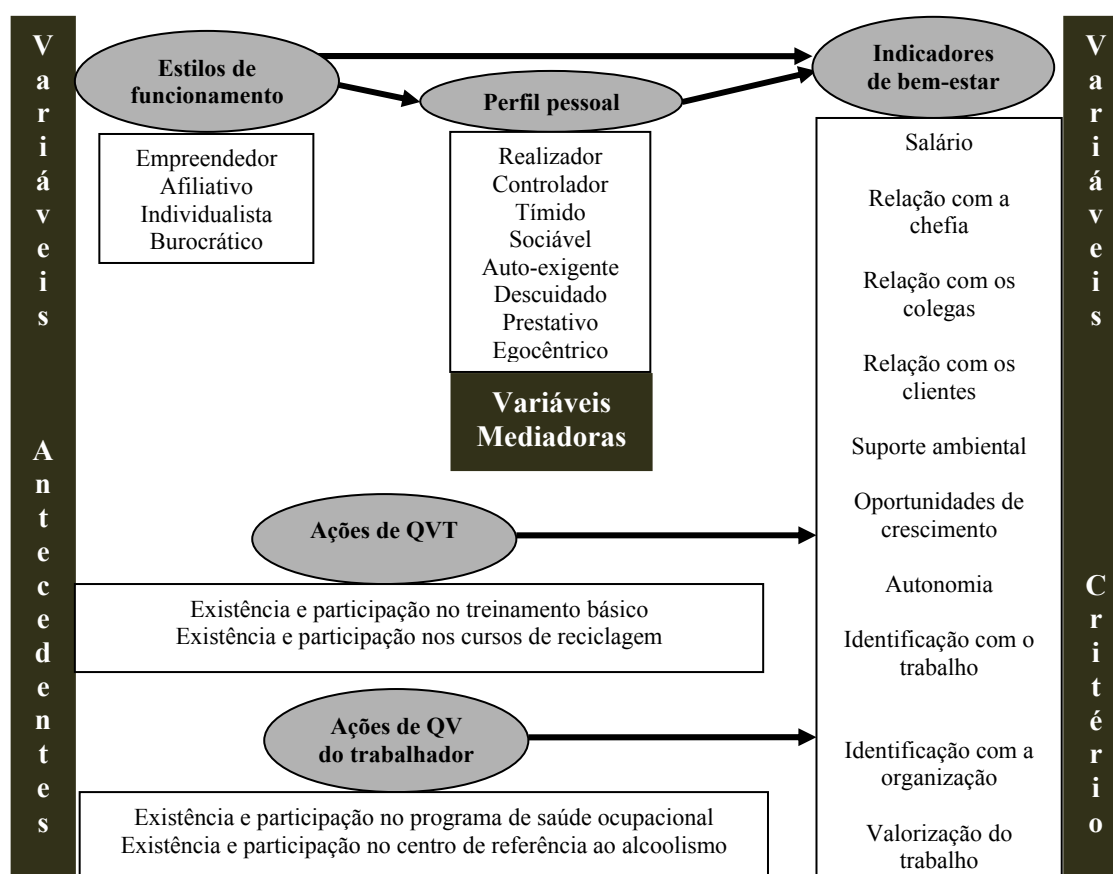 Variáveis Antecedentes
Estilos de
funcionamento
Empreendedor
Afiliativo
Individualista
Burocrático
Perfil pessoal
Realizador
Controlador
Tímido
Sociável
Auto-exigente
Descuidado
Prestativo
Egocêntrico
Variáveis
Mediadoras
Ações de QVT
Existência e participação no treinamento básico
Existência e participação nos cursos de reciclagem
Ações de QV
do trabalhador
Existência e participação no programa de saúde ocupacional
Existência e participação no centro de referência ao alcoolismo
Indicadores
de bem-estar
Salário
Relação com a
chefia
Relação com os
colegas
Relação com os
clientes
Suporte ambiental
Oportunidades de
crescimento
Autonomia
Identificação com o
trabalho
Identificação com a
organização
Valorização do
trabalho
Variáveis Critério